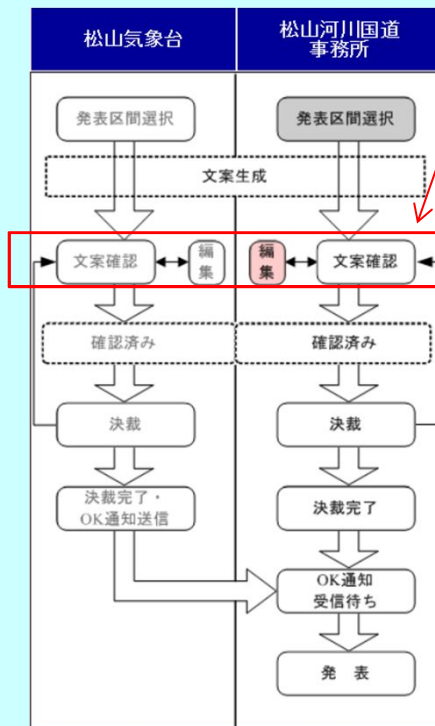 松山気象台
松山河川国道
事務所
発表区間選択
発表区間選択
文案生成
文案確認
編
集
編
集
文案確認
確認済み
確認済み
決裁
決裁
決裁完了・
OK通知送信
決裁完了
OK通知
受信待ち
発　表